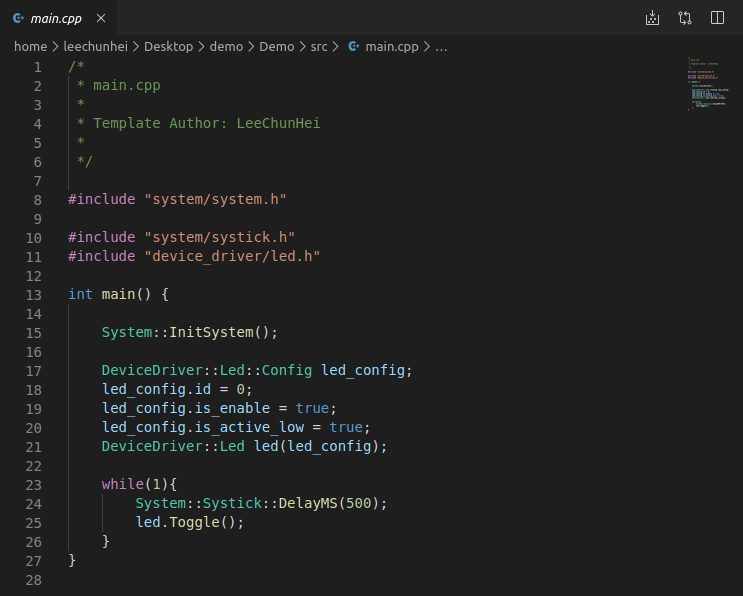 main.cpp
home > leechunhei > Desktop > demo > Demo > src > main.cpp > ...
1 /*
2 * main.cpp
3 *
4 * Template Author: LeeChunHei
5 *
6 */
7
8 #include "system/system.h"
9
10 #include "system/systick.h"
11 #include "device_driver/led.h"
12
13 int main() {
14
15 System::InitSystem();
16
17 DeviceDriver::Led::Config led_config;
18 led_config.id = 0;
19 led_config.is_enable = true;
20 led_config.is_active_low = true;
21 DeviceDriver::Led led(led_config);
22
23 while(1){
24 System::Systick::DelayMS(500);
25 led.Toggle();
26 }
27 }
28